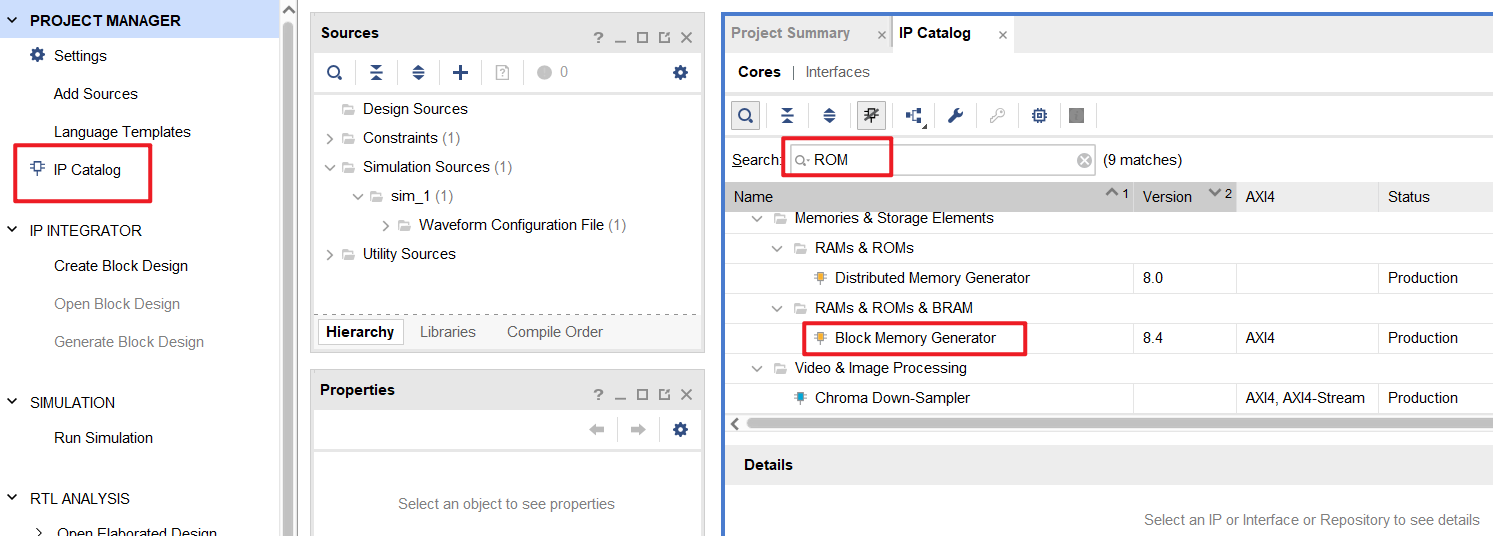 PROJECT MANAGER
Settings
Add Sources
Language Templates
IP Catalog
IP INTEGRATOR
Create Block Design
Open Block Design
Generate Block Design
SIMULATION
Run Simulation
RTL ANALYSIS
Open Elaborated Design
Sources
0
Design Sources
Constraints (1)
Simulation Sources (1)
sim_1 (1)
Waveform Configuration File (1)
Utility Sources
Hierarchy Libraries Compile Order
Properties
Select an object to see properties
Project Summary IP Catalog
Cores | Interfaces
Search: ROM (9 matches)
Name 1 Version 2 AXI4 Status
Memories & Storage Elements
RAMs & ROMs
Distributed Memory Generator 8.0 Production
RAMs & ROMs & BRAM
Block Memory Generator 8.4 AXI4 Production
Video & Image Processing
Chroma Down-Sampler AXI4, AXI4-Stream Production
Details
Select an IP or Interface or Repository to see details